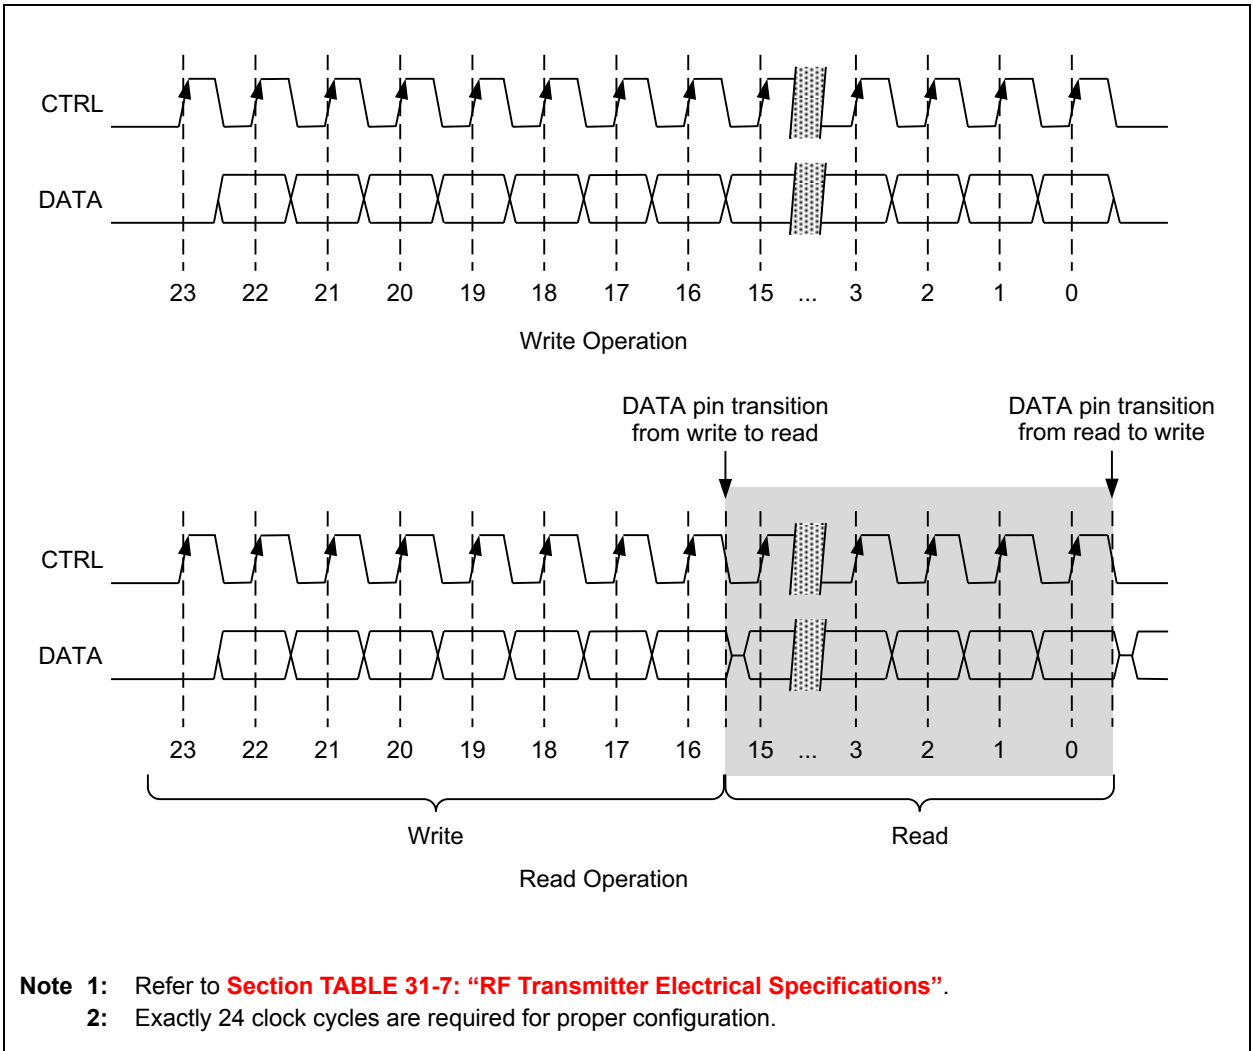 CTRL
DATA
23 22 21 20 19 18 17 16 15 ... 3 2 1 0
Write Operation
DATA pin transition
from write to read
DATA pin transition
from read to write
CTRL
DATA
23 22 21 20 19 18 17 16 15 ... 3 2 1 0
Write
Read
Read Operation
Note 1: Refer to Section TABLE 31-7: “RF Transmitter Electrical Specifications”.
2: Exactly 24 clock cycles are required for proper configuration.